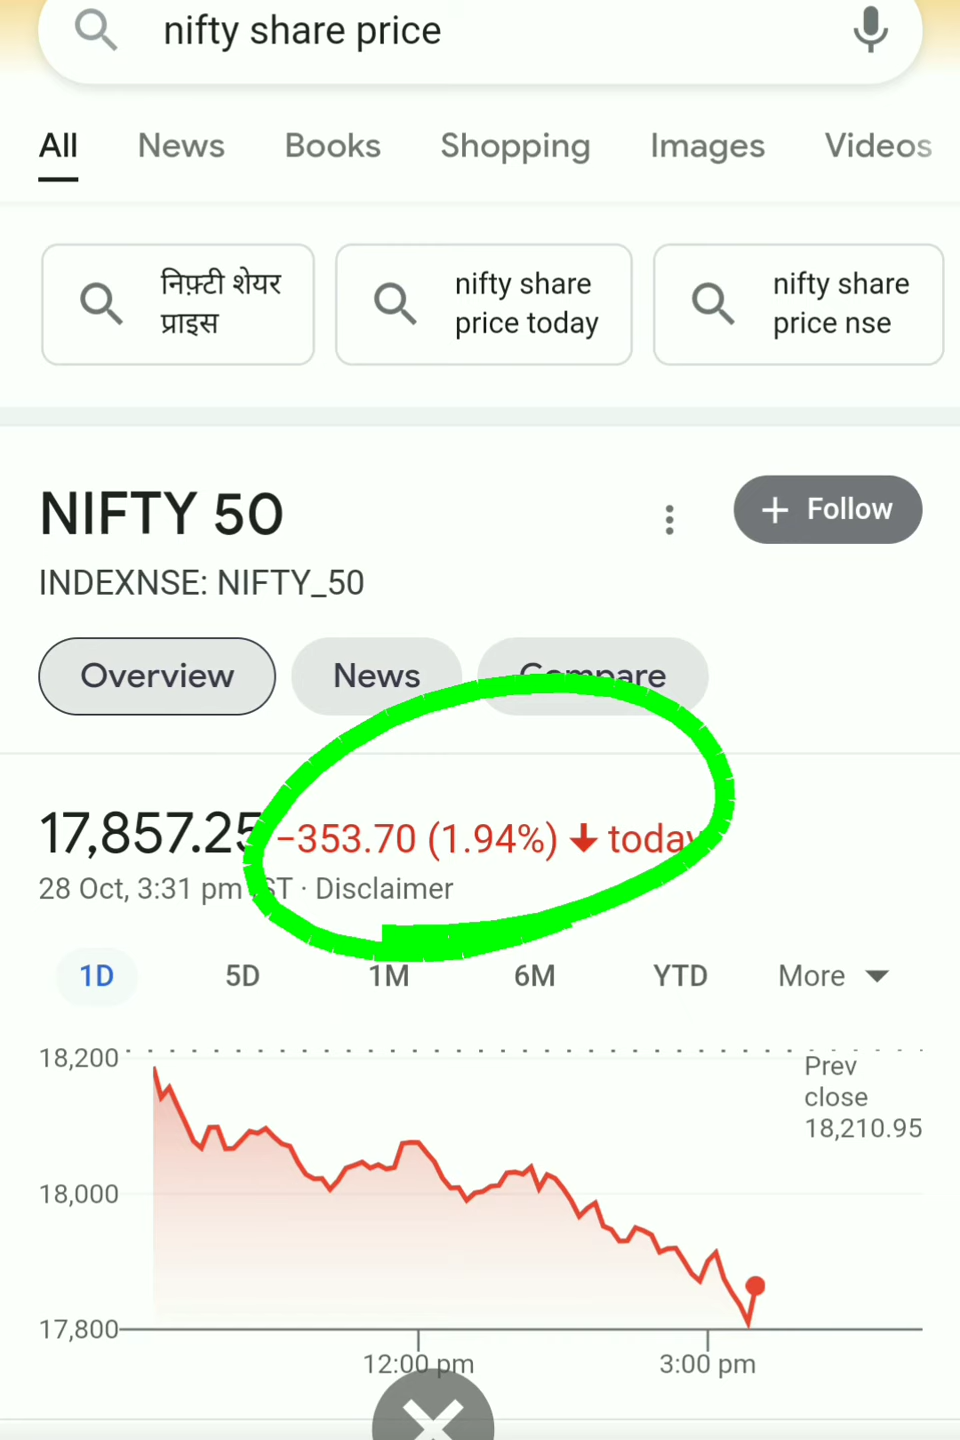 nifty share price
All News Books Shopping Images Videos
निफ़्टी शेयर
प्राइस
nifty share
price today
nifty share
price nse
NIFTY 50
+ Follow
INDEXNSE: NIFTY_50
Overview News Compare
17,857.25 −353.70 (1.94%) ↓ today
28 Oct, 3:31 pm IST · Disclaimer
1D 5D 1M 6M YTD More
18,200
Prev
close
18,210.95
18,000
17,800
12:00 pm 3:00 pm